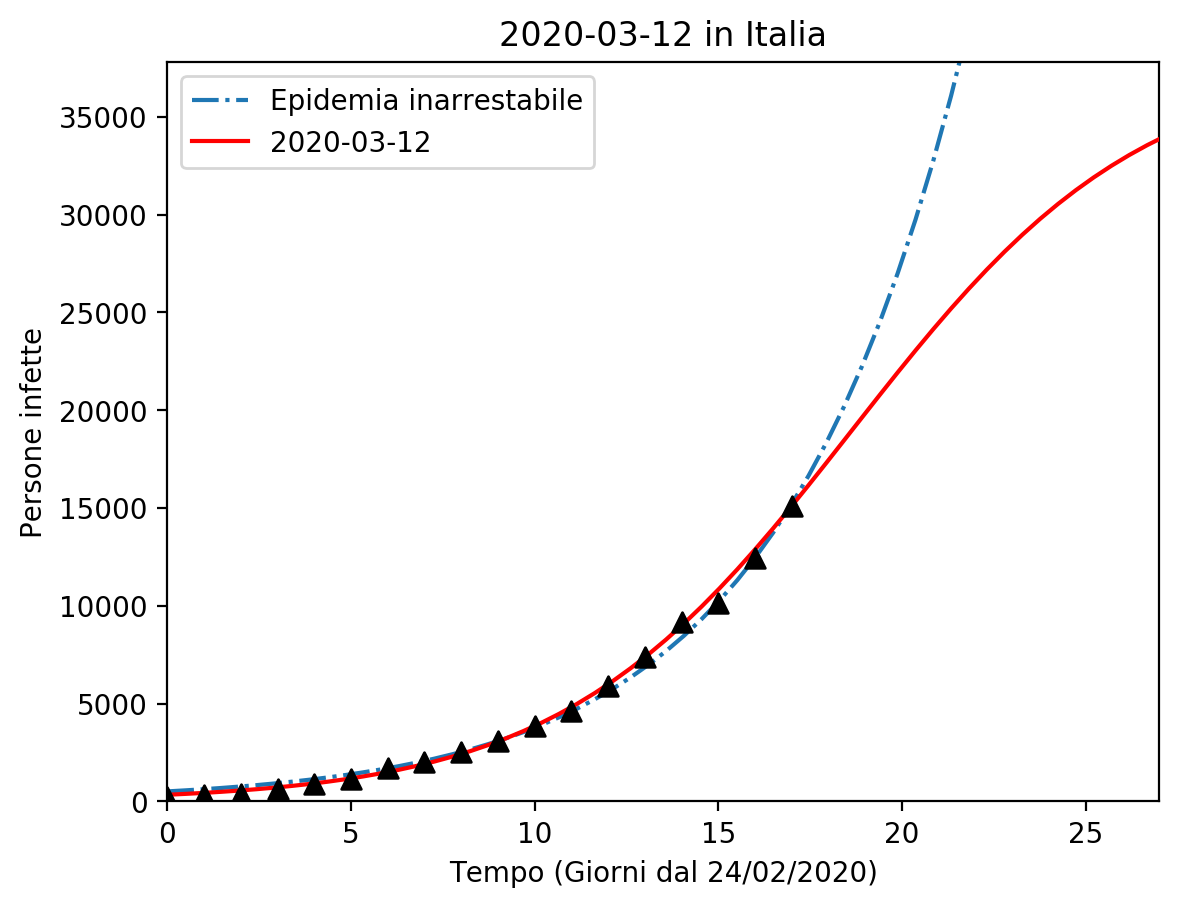 2020-03-12 in Italia
Epidemia inarrestabile
2020-03-12
35000
30000
25000
20000
15000
10000
5000
0
Persone infette
0 5 10 15 20 25
Tempo (Giorni dal 24/02/2020)